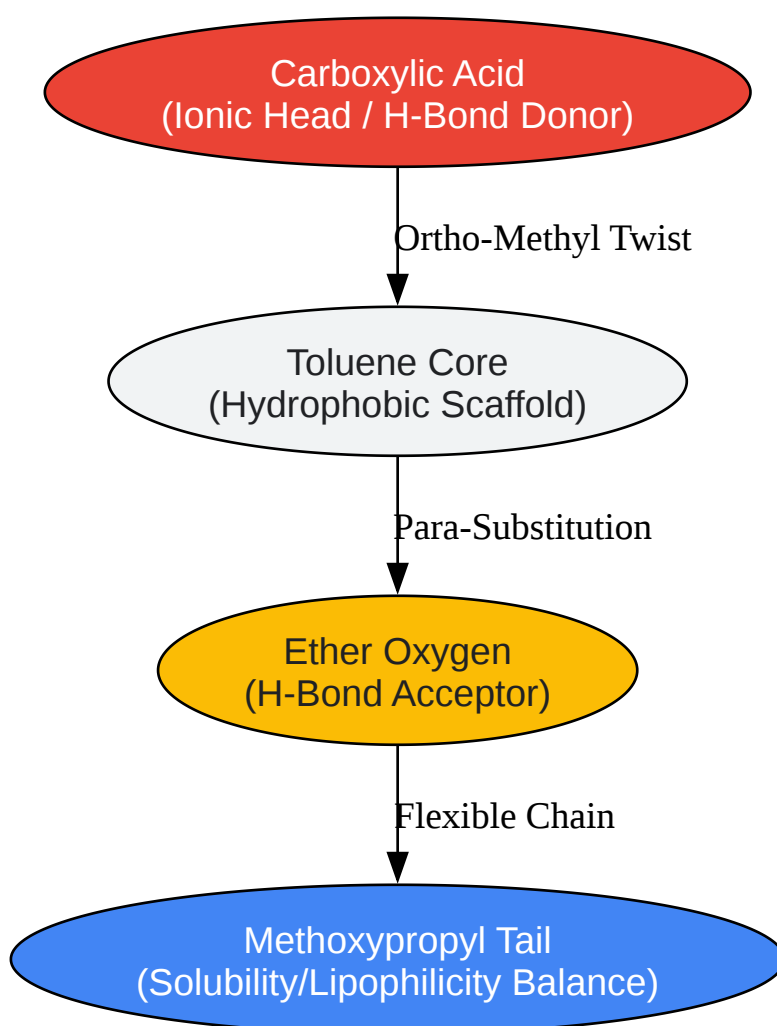 Carboxylic Acid
(Ionic Head / H-Bond Donor)
Ortho-Methyl Twist
Toluene Core
(Hydrophobic Scaffold)
Para-Substitution
Ether Oxygen
(H-Bond Acceptor)
Flexible Chain
Methoxypropyl Tail
(Solubility/Lipophilicity Balance)